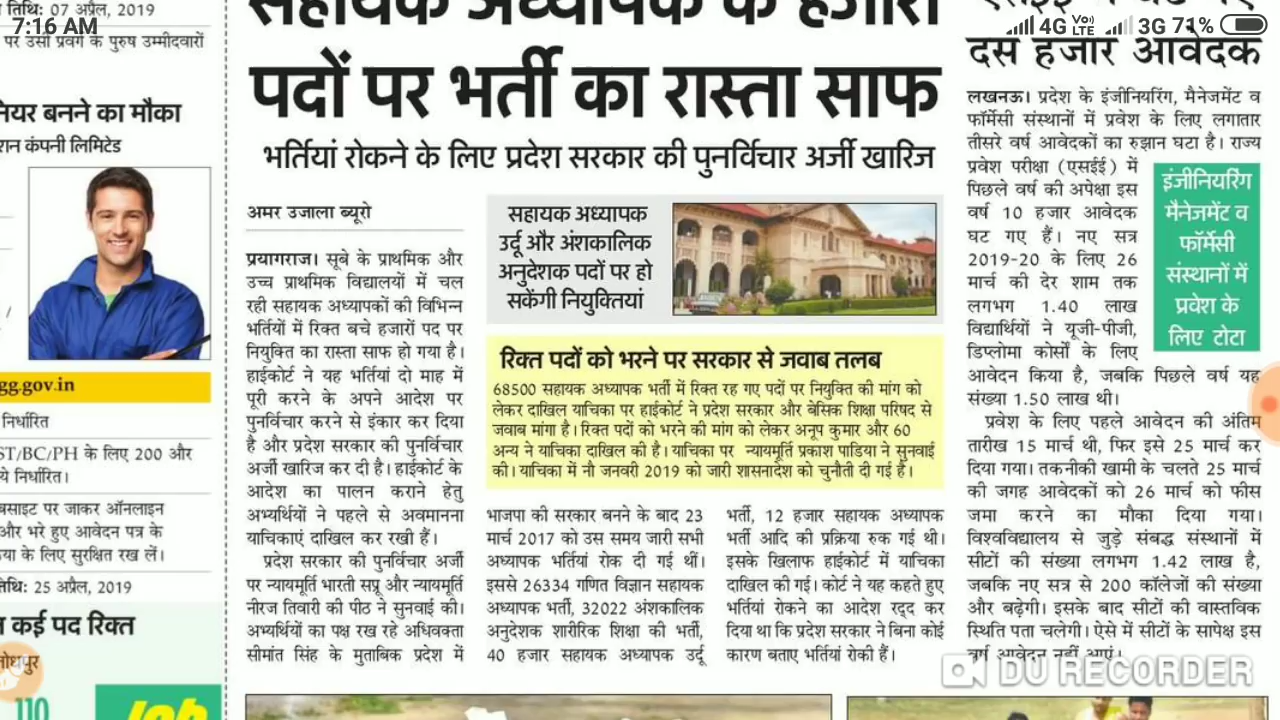 7:16 AM
4G VoLTE 3G 71%
तिथि: 07 अप्रैल, 2019
पर उसी प्रवर्ग के पुरुष उम्मीदवारों
नियर बनने का मौका
शन कंपनी लिमिटेड
gg.gov.in
निर्धारित
ST/BC/PH के लिए 200 और
ये निर्धारित।
बसाइट पर जाकर ऑनलाइन
और भरे हुए आवेदन पत्र के
या के लिए सुरक्षित रख लें।
तिथि: 25 अप्रैल, 2019
कई पद रिक्त
जोधपुर
110
Job
सहायक अध्यापक के हजारों
पदों पर भर्ती का रास्ता साफ
भर्तियां रोकने के लिए प्रदेश सरकार की पुनर्विचार अर्जी खारिज
अमर उजाला ब्यूरो
प्रयागराज। सूबे के प्राथमिक और
उच्च प्राथमिक विद्यालयों में चल
रही सहायक अध्यापकों की विभिन्न
भर्तियों में रिक्त बचे हजारों पद पर
नियुक्ति का रास्ता साफ हो गया है।
हाईकोर्ट ने यह भर्तियां दो माह में
पूरी करने के अपने आदेश पर
पुनर्विचार करने से इंकार कर दिया
है और प्रदेश सरकार की पुनर्विचार
अर्जी खारिज कर दी है। हाईकोर्ट के
आदेश का पालन कराने हेतु
अभ्यर्थियों ने पहले से अवमानना
याचिकाएं दाखिल कर रखी हैं।
प्रदेश सरकार की पुनर्विचार अर्जी
पर न्यायमूर्ति भारती सप्रू और न्यायमूर्ति
नीरज तिवारी की पीठ ने सुनवाई की।
अभ्यर्थियों का पक्ष रख रहे अधिवक्ता
सीमांत सिंह के मुताबिक प्रदेश में
सहायक अध्यापक
उर्दू और अंशकालिक
अनुदेशक पदों पर हो
सकेंगी नियुक्तियां
रिक्त पदों को भरने पर सरकार से जवाब तलब
68500 सहायक अध्यापक भर्ती में रिक्त रह गए पदों पर नियुक्ति की मांग को
लेकर दाखिल याचिका पर हाईकोर्ट ने प्रदेश सरकार और बेसिक शिक्षा परिषद से
जवाब मांगा है। रिक्त पदों को भरने की मांग को लेकर अनूप कुमार और 60
अन्य ने याचिका दाखिल की है। याचिका पर न्यायमूर्ति प्रकाश पाडिया ने सुनवाई
की। याचिका में नौ जनवरी 2019 को जारी शासनादेश को चुनौती दी गई है।
भाजपा की सरकार बनने के बाद 23
मार्च 2017 को उस समय जारी सभी
अध्यापक भर्तियां रोक दी गई थीं।
इससे 26334 गणित विज्ञान सहायक
अध्यापक भर्ती, 32022 अंशकालिक
अनुदेशक शारीरिक शिक्षा की भर्ती,
40 हजार सहायक अध्यापक उर्दू
भर्ती, 12 हजार सहायक अध्यापक
भर्ती आदि की प्रक्रिया रुक गई थी।
इसके खिलाफ हाईकोर्ट में याचिका
दाखिल की गई। कोर्ट ने यह कहते हुए
भर्तियां रोकने का आदेश रद्द कर
दिया था कि प्रदेश सरकार ने बिना कोई
कारण बताए भर्तियां रोकी हैं।
दस हजार आवेदक
लखनऊ। प्रदेश के इंजीनियरिंग, मैनेजमेंट व
फॉर्मेसी संस्थानों में प्रवेश के लिए लगातार
तीसरे वर्ष आवेदकों का रुझान घटा है। राज्य
प्रवेश परीक्षा (एसईई) में
पिछले वर्ष की अपेक्षा इस
वर्ष 10 हजार आवेदक
घट गए हैं। नए सत्र
2019-20 के लिए 26
मार्च की देर शाम तक
लगभग 1.40 लाख
विद्यार्थियों ने यूजी-पीजी,
डिप्लोमा कोर्सों के लिए
आवेदन किया है, जबकि पिछले वर्ष यह
संख्या 1.50 लाख थी।
इंजीनियरिंग
मैनेजमेंट व
फॉर्मेसी
संस्थानों में
प्रवेश के
लिए टोटा
प्रवेश के लिए पहले आवेदन की अंतिम
तारीख 15 मार्च थी, फिर इसे 25 मार्च कर
दिया गया। तकनीकी खामी के चलते 25 मार्च
की जगह आवेदकों को 26 मार्च को फीस
जमा करने का मौका दिया गया।
विश्वविद्यालय से जुड़े संबद्ध संस्थानों में
सीटों की संख्या लगभग 1.42 लाख है,
जबकि नए सत्र से 200 कॉलेजों की संख्या
और बढ़ेगी। इसके बाद सीटों की वास्तविक
स्थिति पता चलेगी। ऐसे में सीटों के सापेक्ष इस
वर्ष आवेदन नहीं आएं।
DU RECORDER